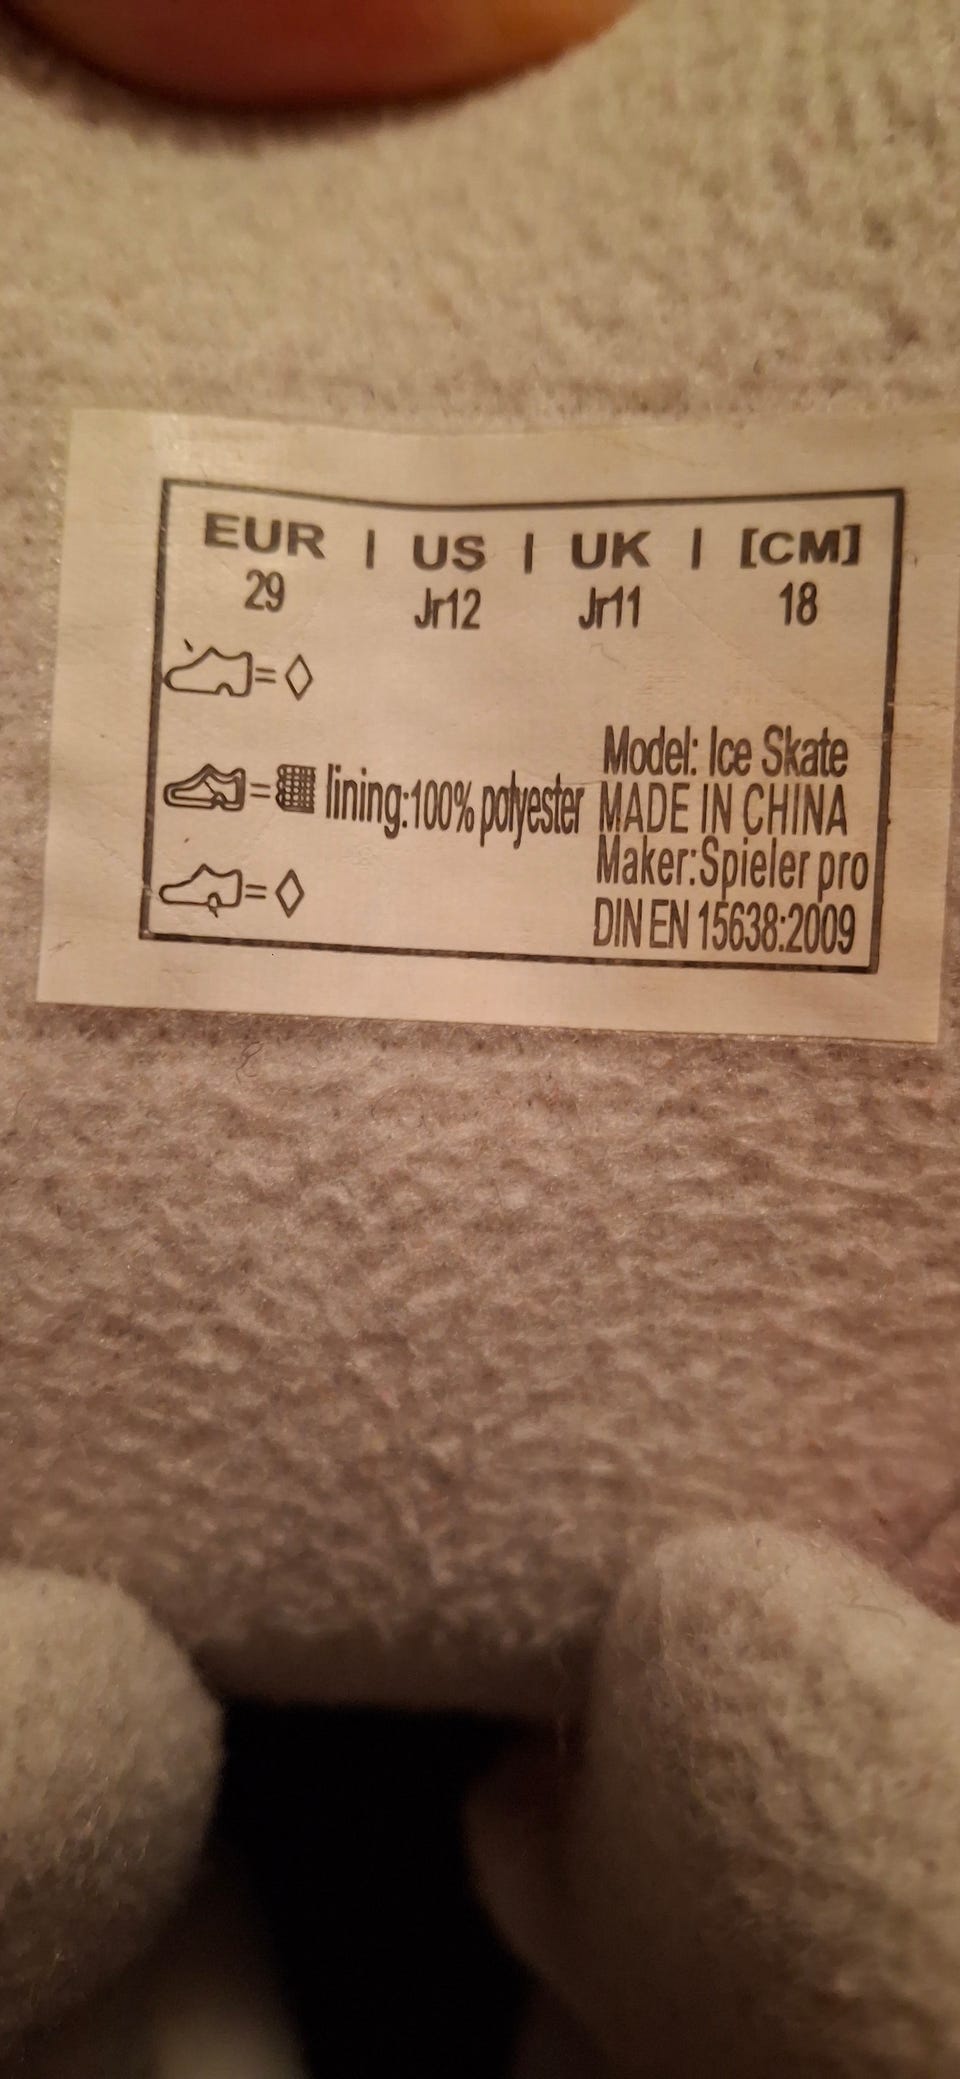 EUR | US | UK | [CM]
29 Jr12 Jr11 18
=
= lining:100% polyester
=
Model: Ice Skate
MADE IN CHINA
Maker:Spieler pro
DIN EN 15638:2009